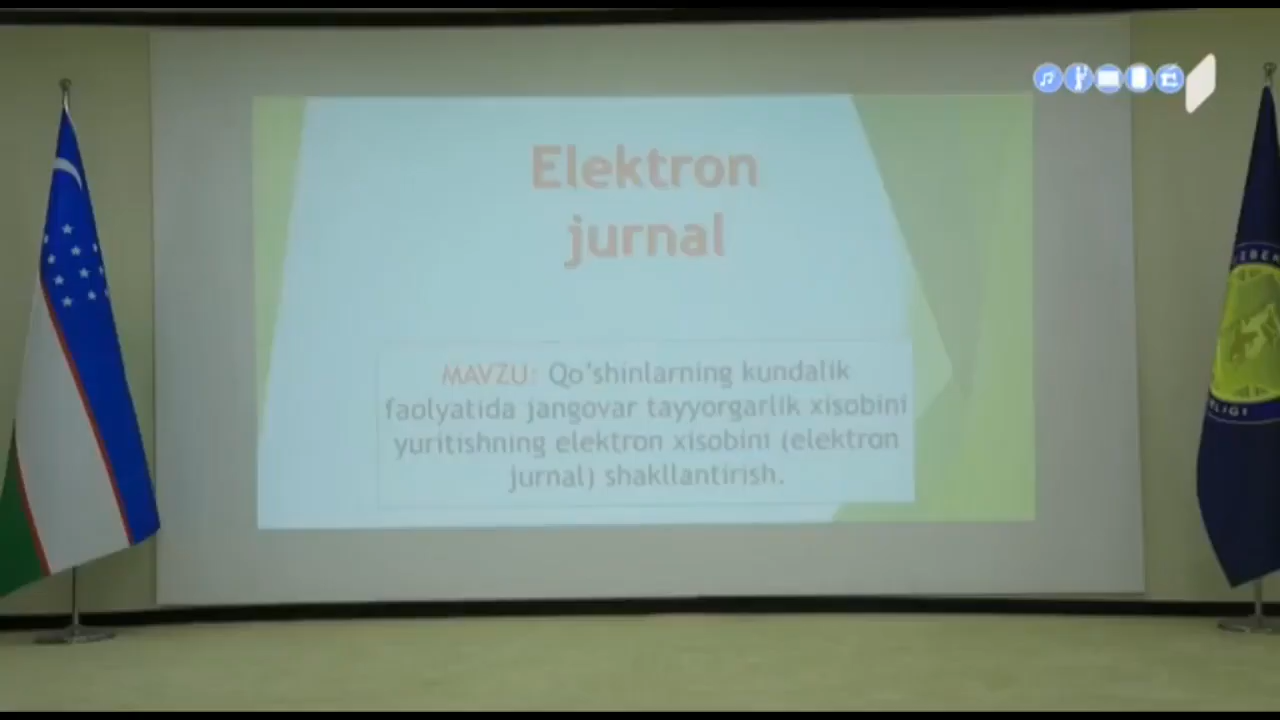 Elektron
jurnal
MAVZU: Qo'shinlarning kundalik
faolyatida jangovar tayyorgarlik xisobini
yuritishning elektron xisobini (elektron
jurnal) shakllantirish.